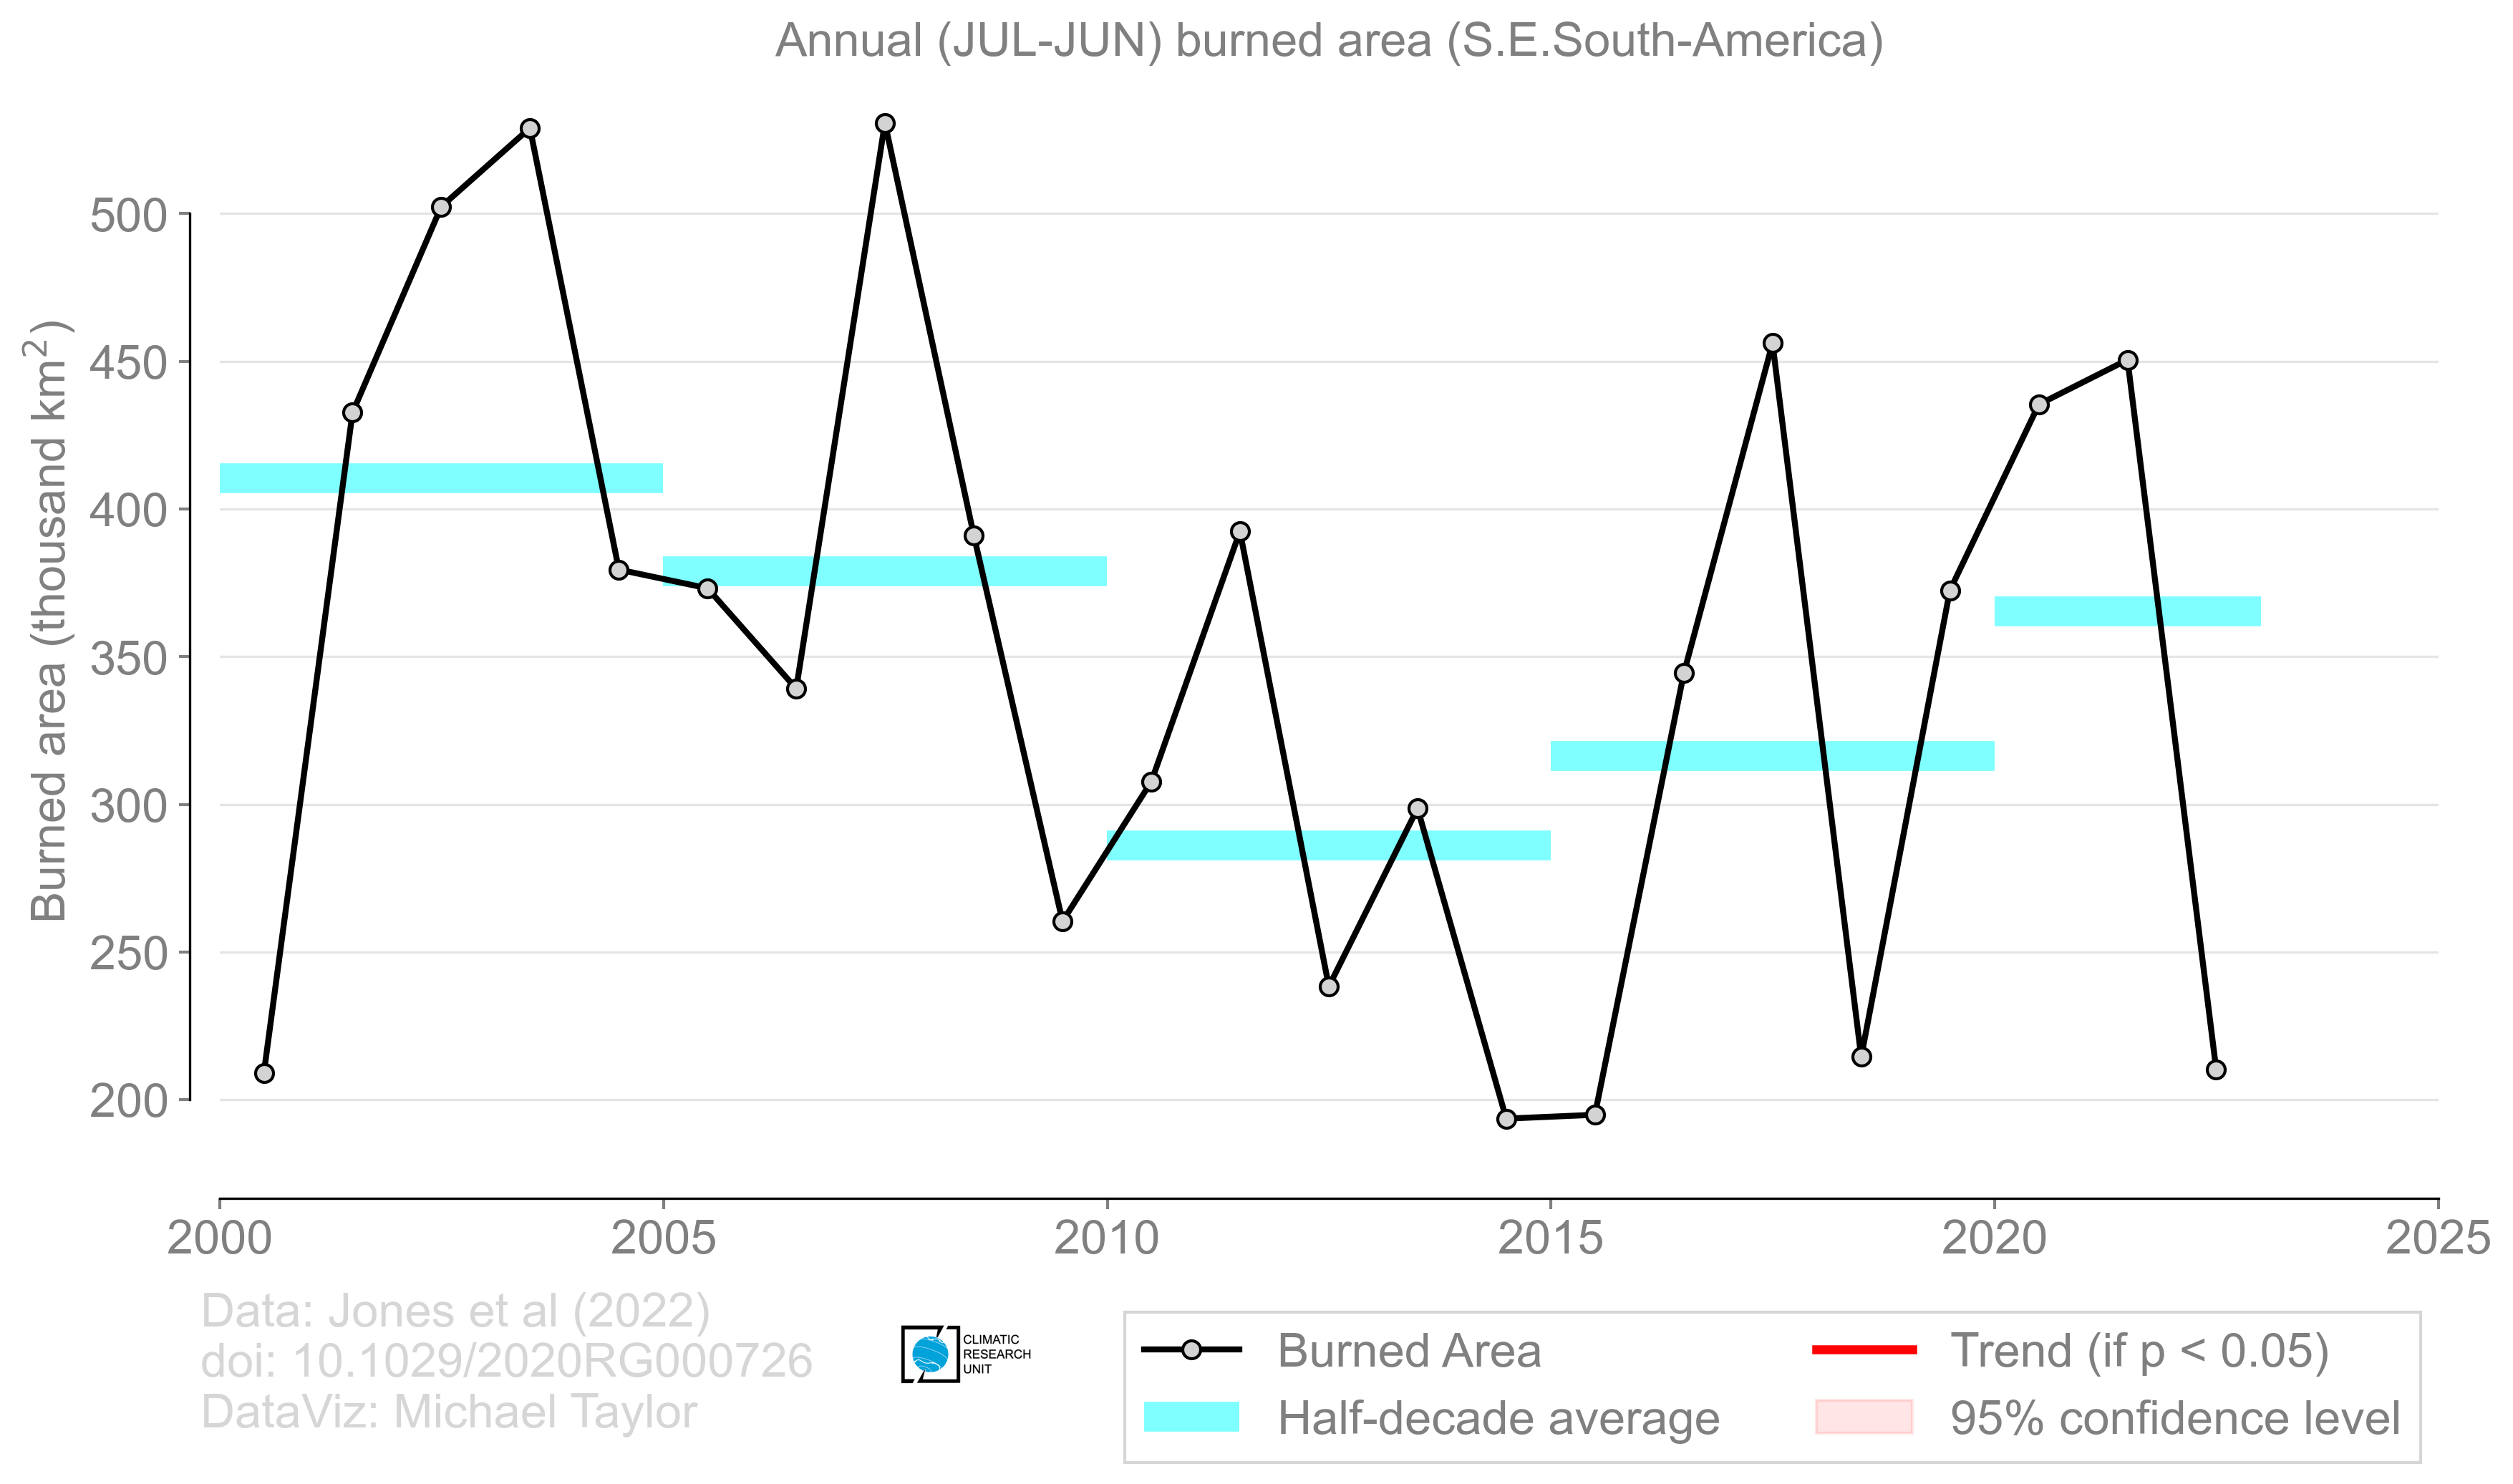 Annual (JUL-JUN) burned area (S.E.South-America)
Burned area (thousand km²)
500
450
400
350
300
250
200
2000 2005 2010 2015 2020 2025
Data: Jones et al (2022)
doi: 10.1029/2020RG000726
DataViz: Michael Taylor
CLIMATIC
RESEARCH
UNIT
Burned Area
Half-decade average
Trend (if p < 0.05)
95% confidence level